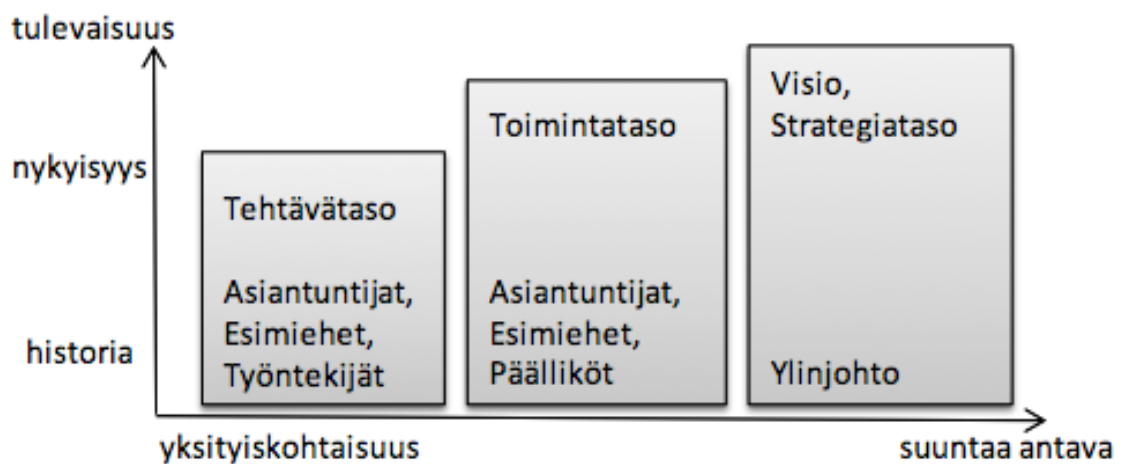 tulevaisuus
nykyisyys
historia
Tehtävätaso
Asiantuntijat,
Esimiehet,
Työntekijät
Toimintataso
Asiantuntijat,
Esimiehet,
Päälliköt
Visio,
Strategiataso
Ylinjohto
yksityiskohtaisuus
suuntaa antava